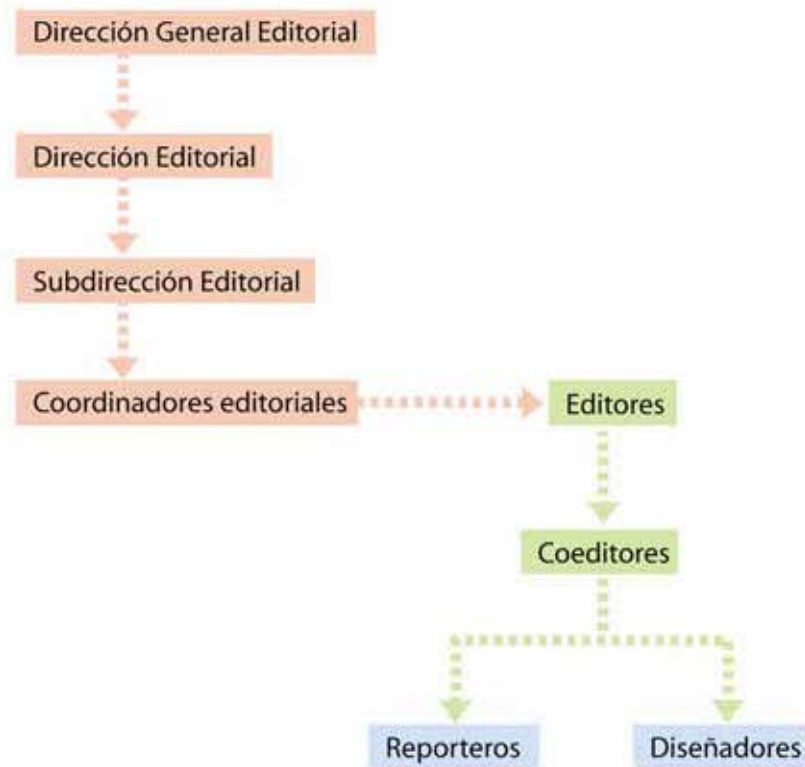 Dirección General Editorial
Dirección Editorial
Subdirección Editorial
Coordinadores editoriales
Editores
Coeditores
Reporteros
Diseñadores